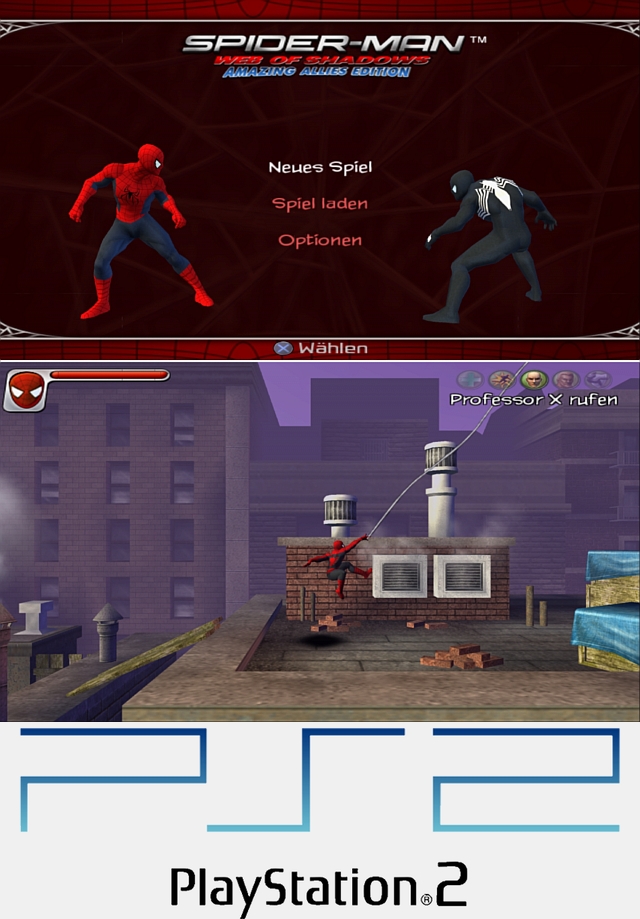 SPIDER-MAN™
WEB OF SHADOWS
AMAZING ALLIES EDITION
Neues Spiel
Spiel laden
Optionen
Wählen
Professor X rufen
PS2
PlayStation®2